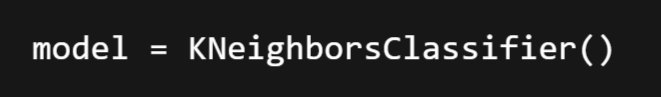 model = KNeighborsClassifier()